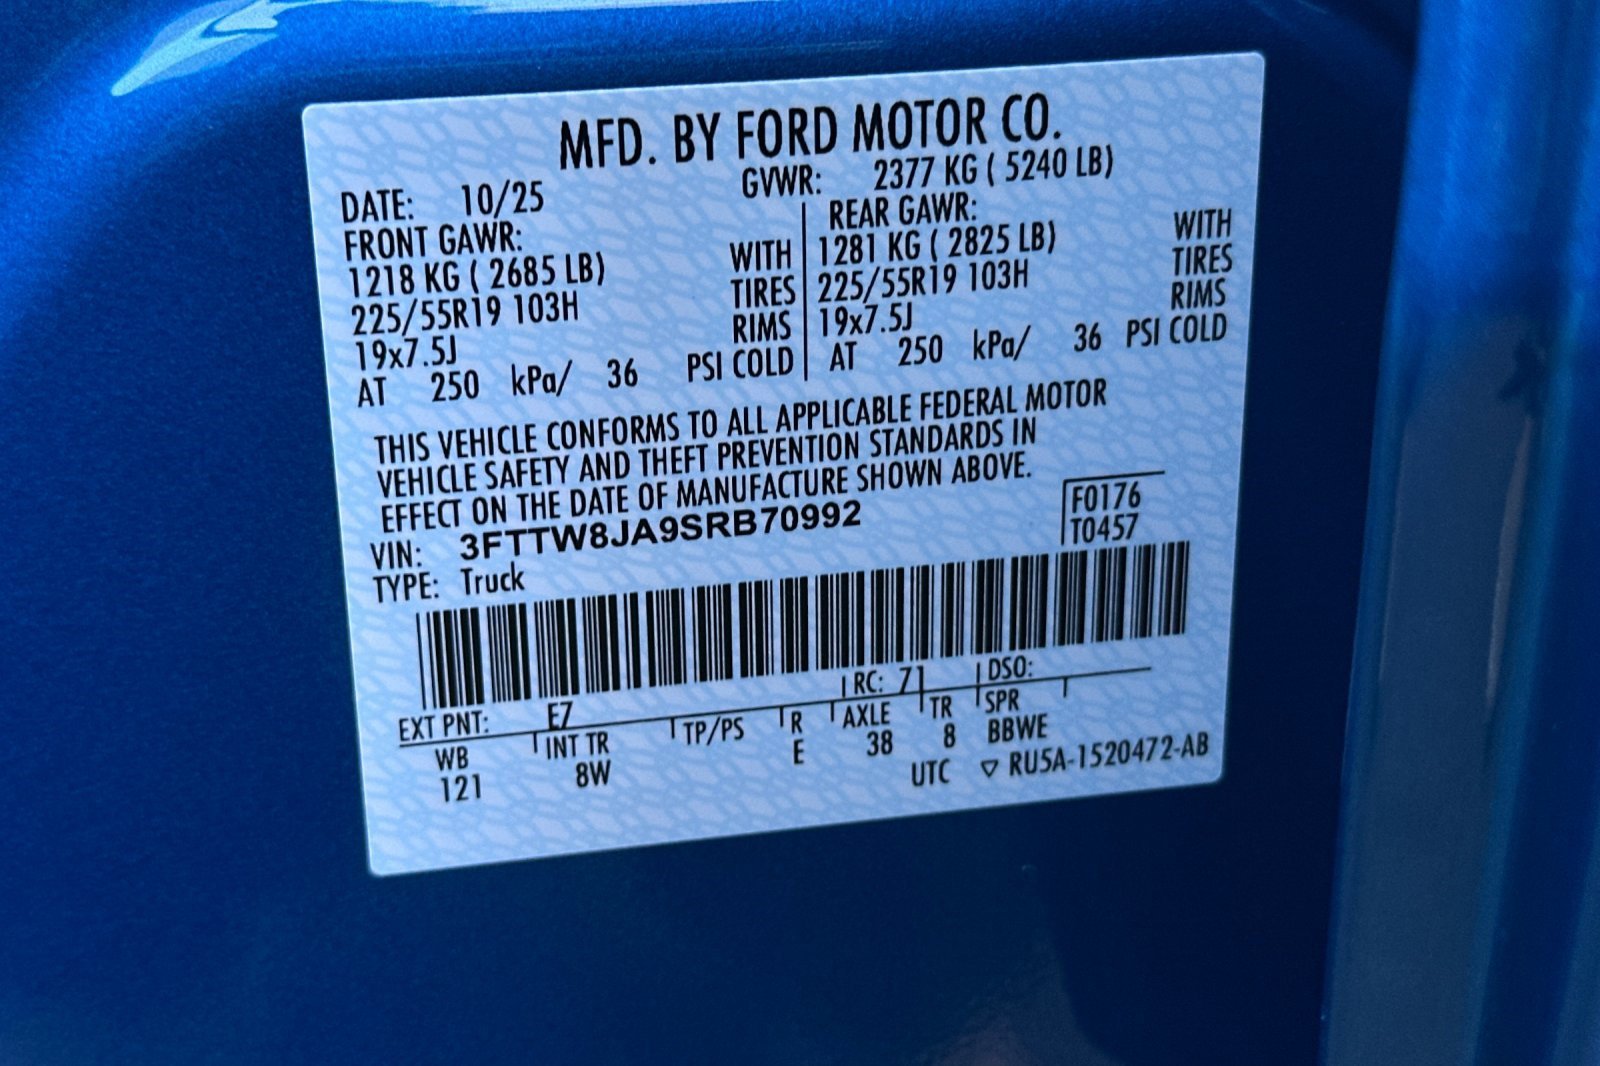 MFD. BY FORD MOTOR CO.
DATE: 10/25 GVWR: 2377 KG ( 5240 LB)
FRONT GAWR: REAR GAWR:
1218 KG ( 2685 LB) WITH 1281 KG ( 2825 LB) WITH
225/55R19 103H TIRES 225/55R19 103H TIRES
19x7.5J RIMS 19x7.5J RIMS
AT 250 kPa/ 36 PSI COLD AT 250 kPa/ 36 PSI COLD
THIS VEHICLE CONFORMS TO ALL APPLICABLE FEDERAL MOTOR
VEHICLE SAFETY AND THEFT PREVENTION STANDARDS IN
EFFECT ON THE DATE OF MANUFACTURE SHOWN ABOVE.
VIN: 3FTTW8JA9SRB70992 F0176
TYPE: Truck T0457
EXT PNT: E7 RC: 71 DSO:
WB INT TR TP/PS R AXLE TR SPR
121 8W E 38 8 BBWE
UTC ▽ RU5A-1520472-AB